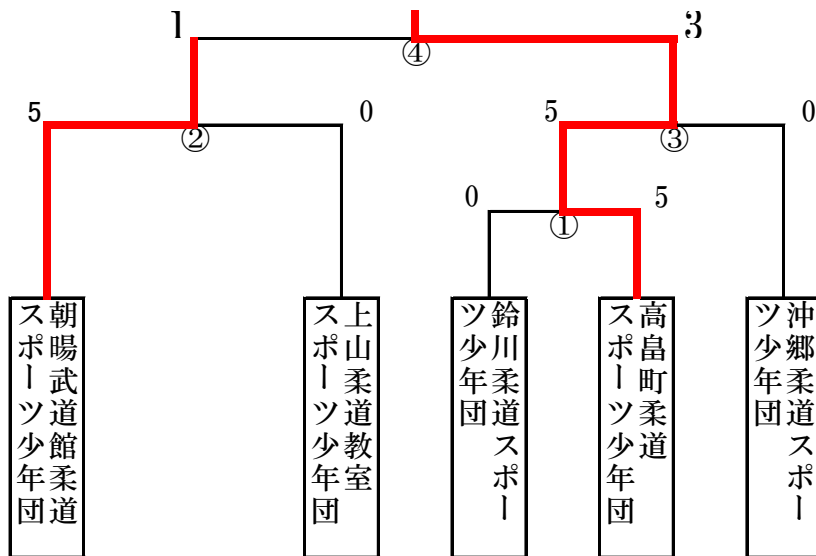 1
3
④
5
0
5
0
②
③
0
5
①
朝暘武道館柔道
スポーツ少年団
上山柔道教室
スポーツ少年団
鈴川柔道スポー
ツ少年団
高畠町柔道
スポーツ少年団
沖郷柔道スポー
ツ少年団